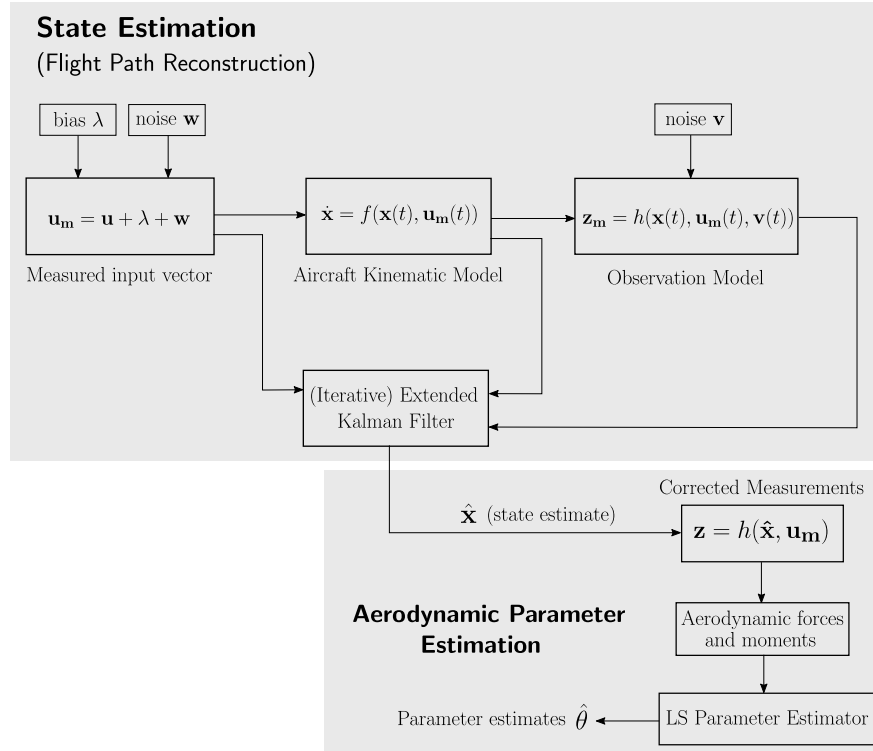 State Estimation
(Flight Path Reconstruction)
bias λ
noise w
noise v
u_m = u + λ + w
ẋ = f(x(t), u_m(t))
z_m = h(x(t), u_m(t), v(t))
Measured input vector
Aircraft Kinematic Model
Observation Model
(Iterative) Extended
Kalman Filter
Corrected Measurements
x̂ (state estimate)
z = h(x̂, u_m)
Aerodynamic Parameter
Estimation
Aerodynamic forces
and moments
Parameter estimates θ̂
LS Parameter Estimator